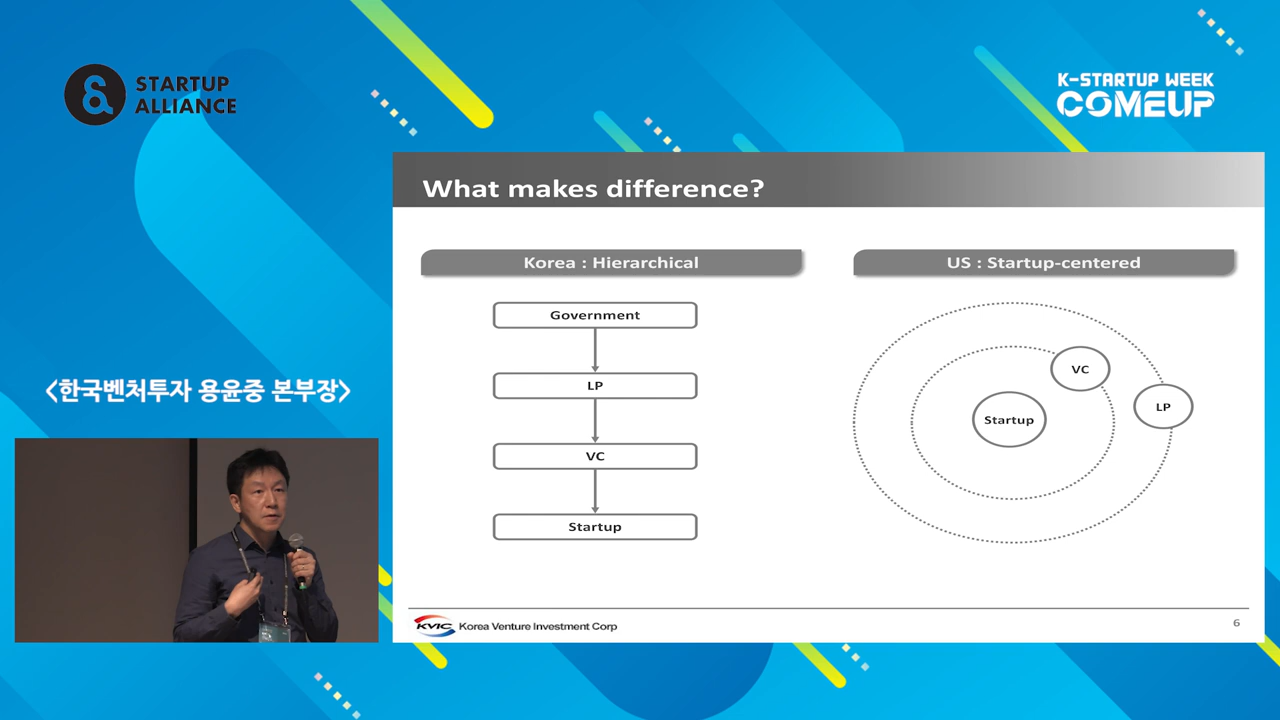 STARTUP
ALLIANCE
K-STARTUP WEEK
COMEUP
What makes difference?
Korea : Hierarchical
Government
LP
VC
Startup
US : Startup-centered
VC
LP
Startup
<한국벤처투자 용윤중 본부장>
KVIC Korea Venture Investment Corp
6